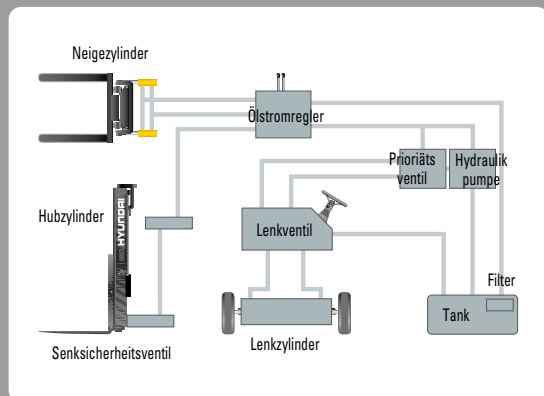 Neigezylinder
Ölstromregler
Prioriäts
ventil
Hydraulik
pumpe
Hubzylinder
HYUNDAI
Lenkventil
Filter
Tank
Senksicherheitsventil
Lenkzylinder